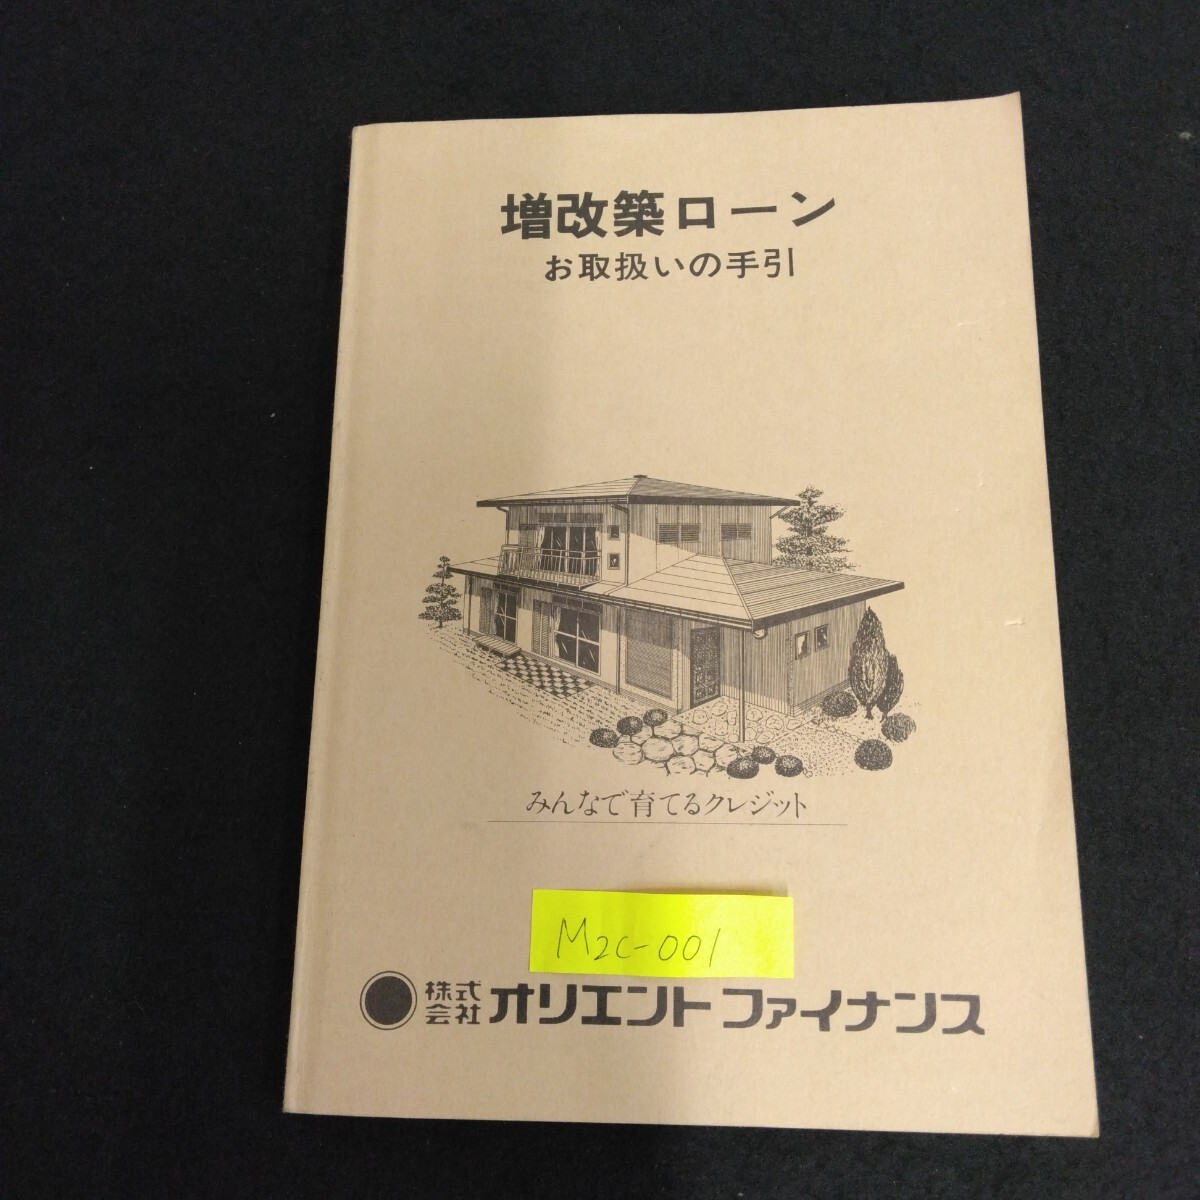 増改築ローン
お取扱いの手引
みんなで育てるクレジット
M2C-001
株式会社 オリエントファイナンス